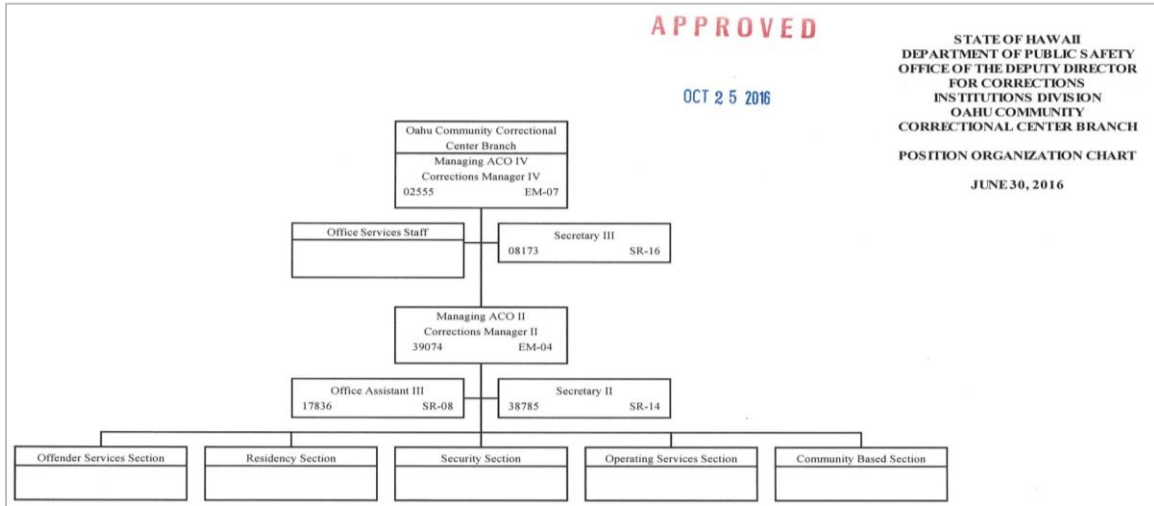 APPROVED
OCT 25 2016
STATE OF HAWAII
DEPARTMENT OF PUBLIC SAFETY
OFFICE OF THE DEPUTY DIRECTOR
FOR CORRECTIONS
INSTITUTIONS DIVISION
OAHU COMMUNITY
CORRECTIONAL CENTER BRANCH
POSITION ORGANIZATION CHART
JUNE 30, 2016
Oahu Community Correctional
Center Branch
Managing ACO IV
Corrections Manager IV
02555 EM-07
Office Services Staff
Secretary III
08173 SR-16
Managing ACO II
Corrections Manager II
39074 EM-04
Office Assistant III
17836 SR-08
Secretary II
38785 SR-14
Offender Services Section
Residency Section
Security Section
Operating Services Section
Community Based Section